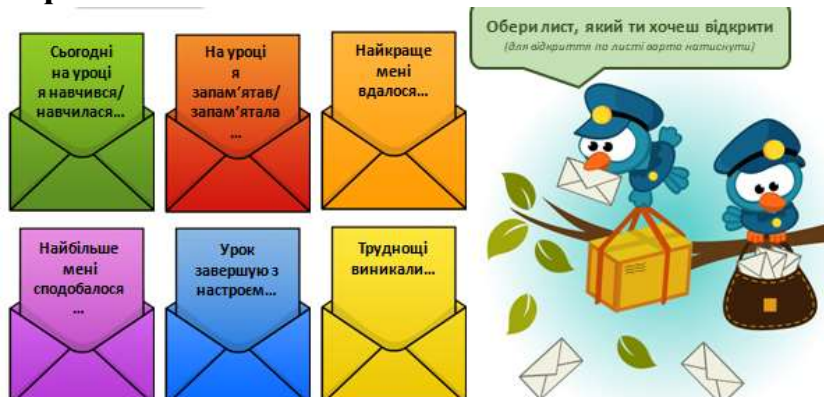 Сьогодні
на уроці
я навчився/
навчилася...
На уроці
я
запам’ятав/
запам’ятала
...
Найкраще
мені
вдалося...
Обери лист, який ти хочеш відкрити
(для відкриття по листі варто натиснути)
Найбільше
мені
сподобалося
...
Урок
завершую з
настроєм...
Труднощі
виникали...